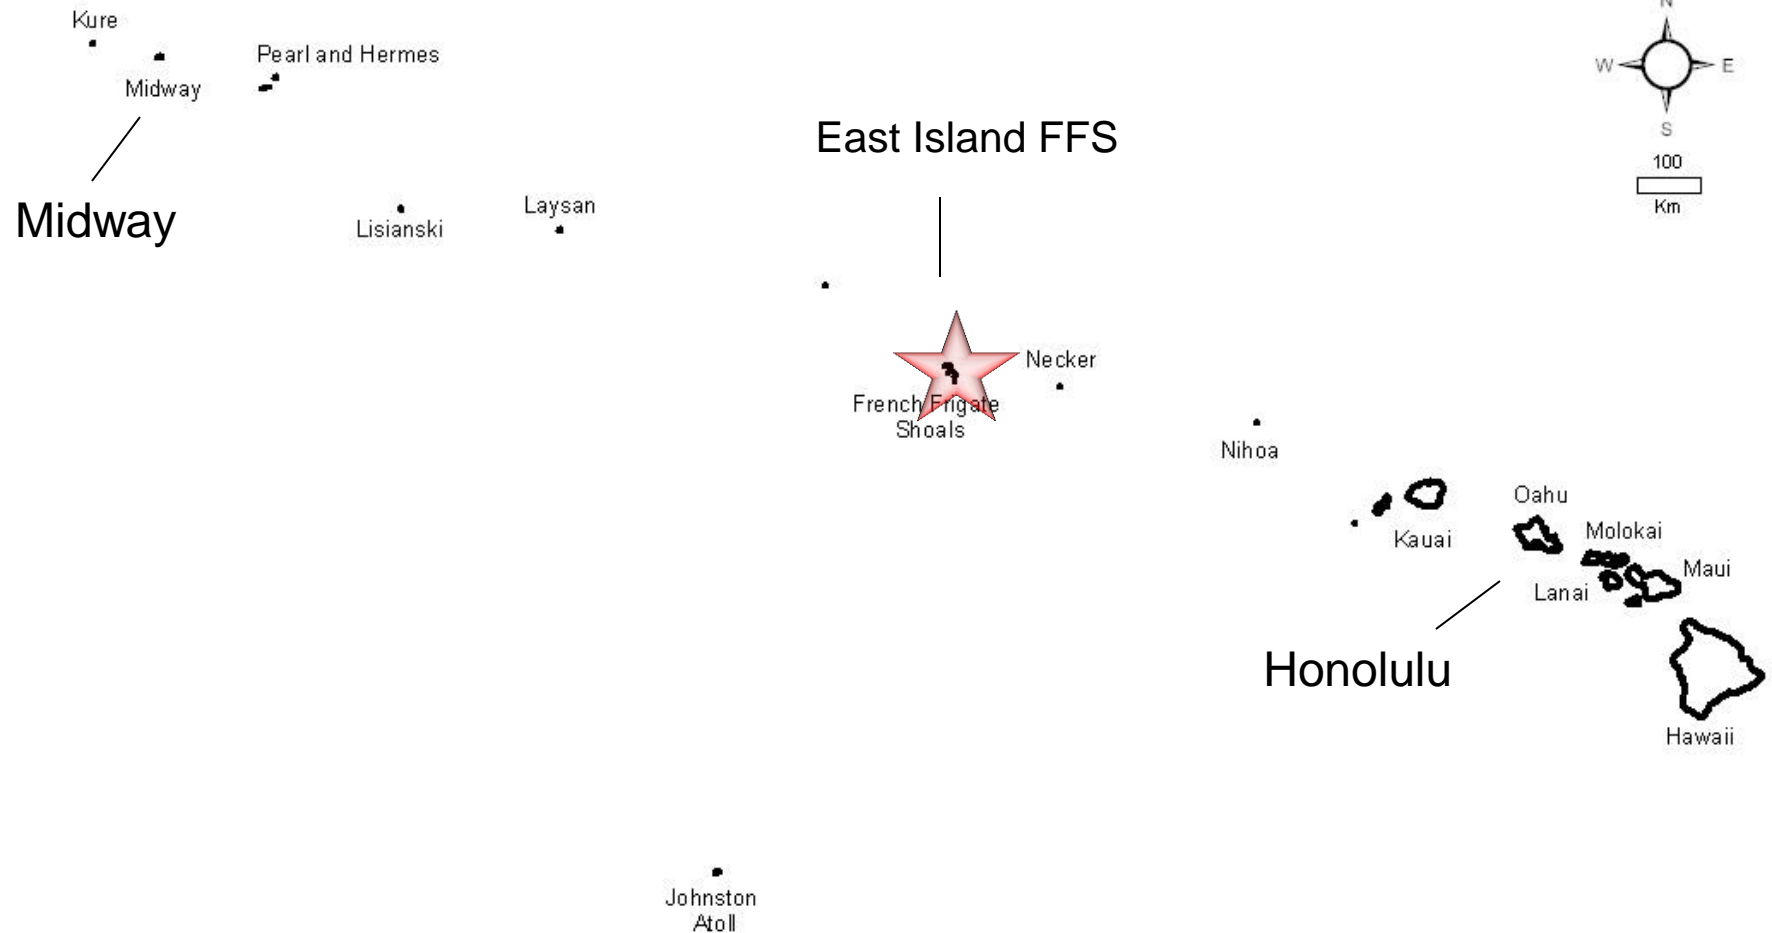 Kure
N
Pearl and Hermes
Midway
W
E
S
East Island FFS
100
Km
Midway
Laysan
Lisianski
Necker
French Frigate
Shoals
Nihoa
Oahu
Kauai
Molokai
Maui
Lanai
Honolulu
Hawaii
Johnston
Atoll